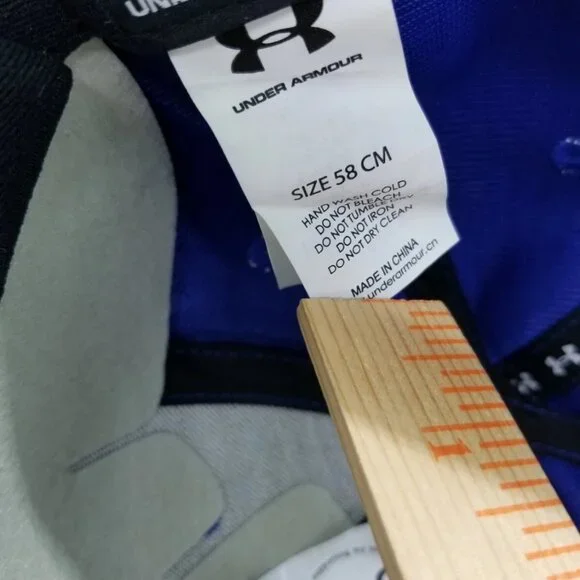 UNDER ARMOUR
SIZE 58 CM
HAND WASH COLD
DO NOT BLEACH
DO NOT TUMBLE DRY
DO NOT IRON
DO NOT DRY CLEAN
MADE IN CHINA
underarmour.cn
1